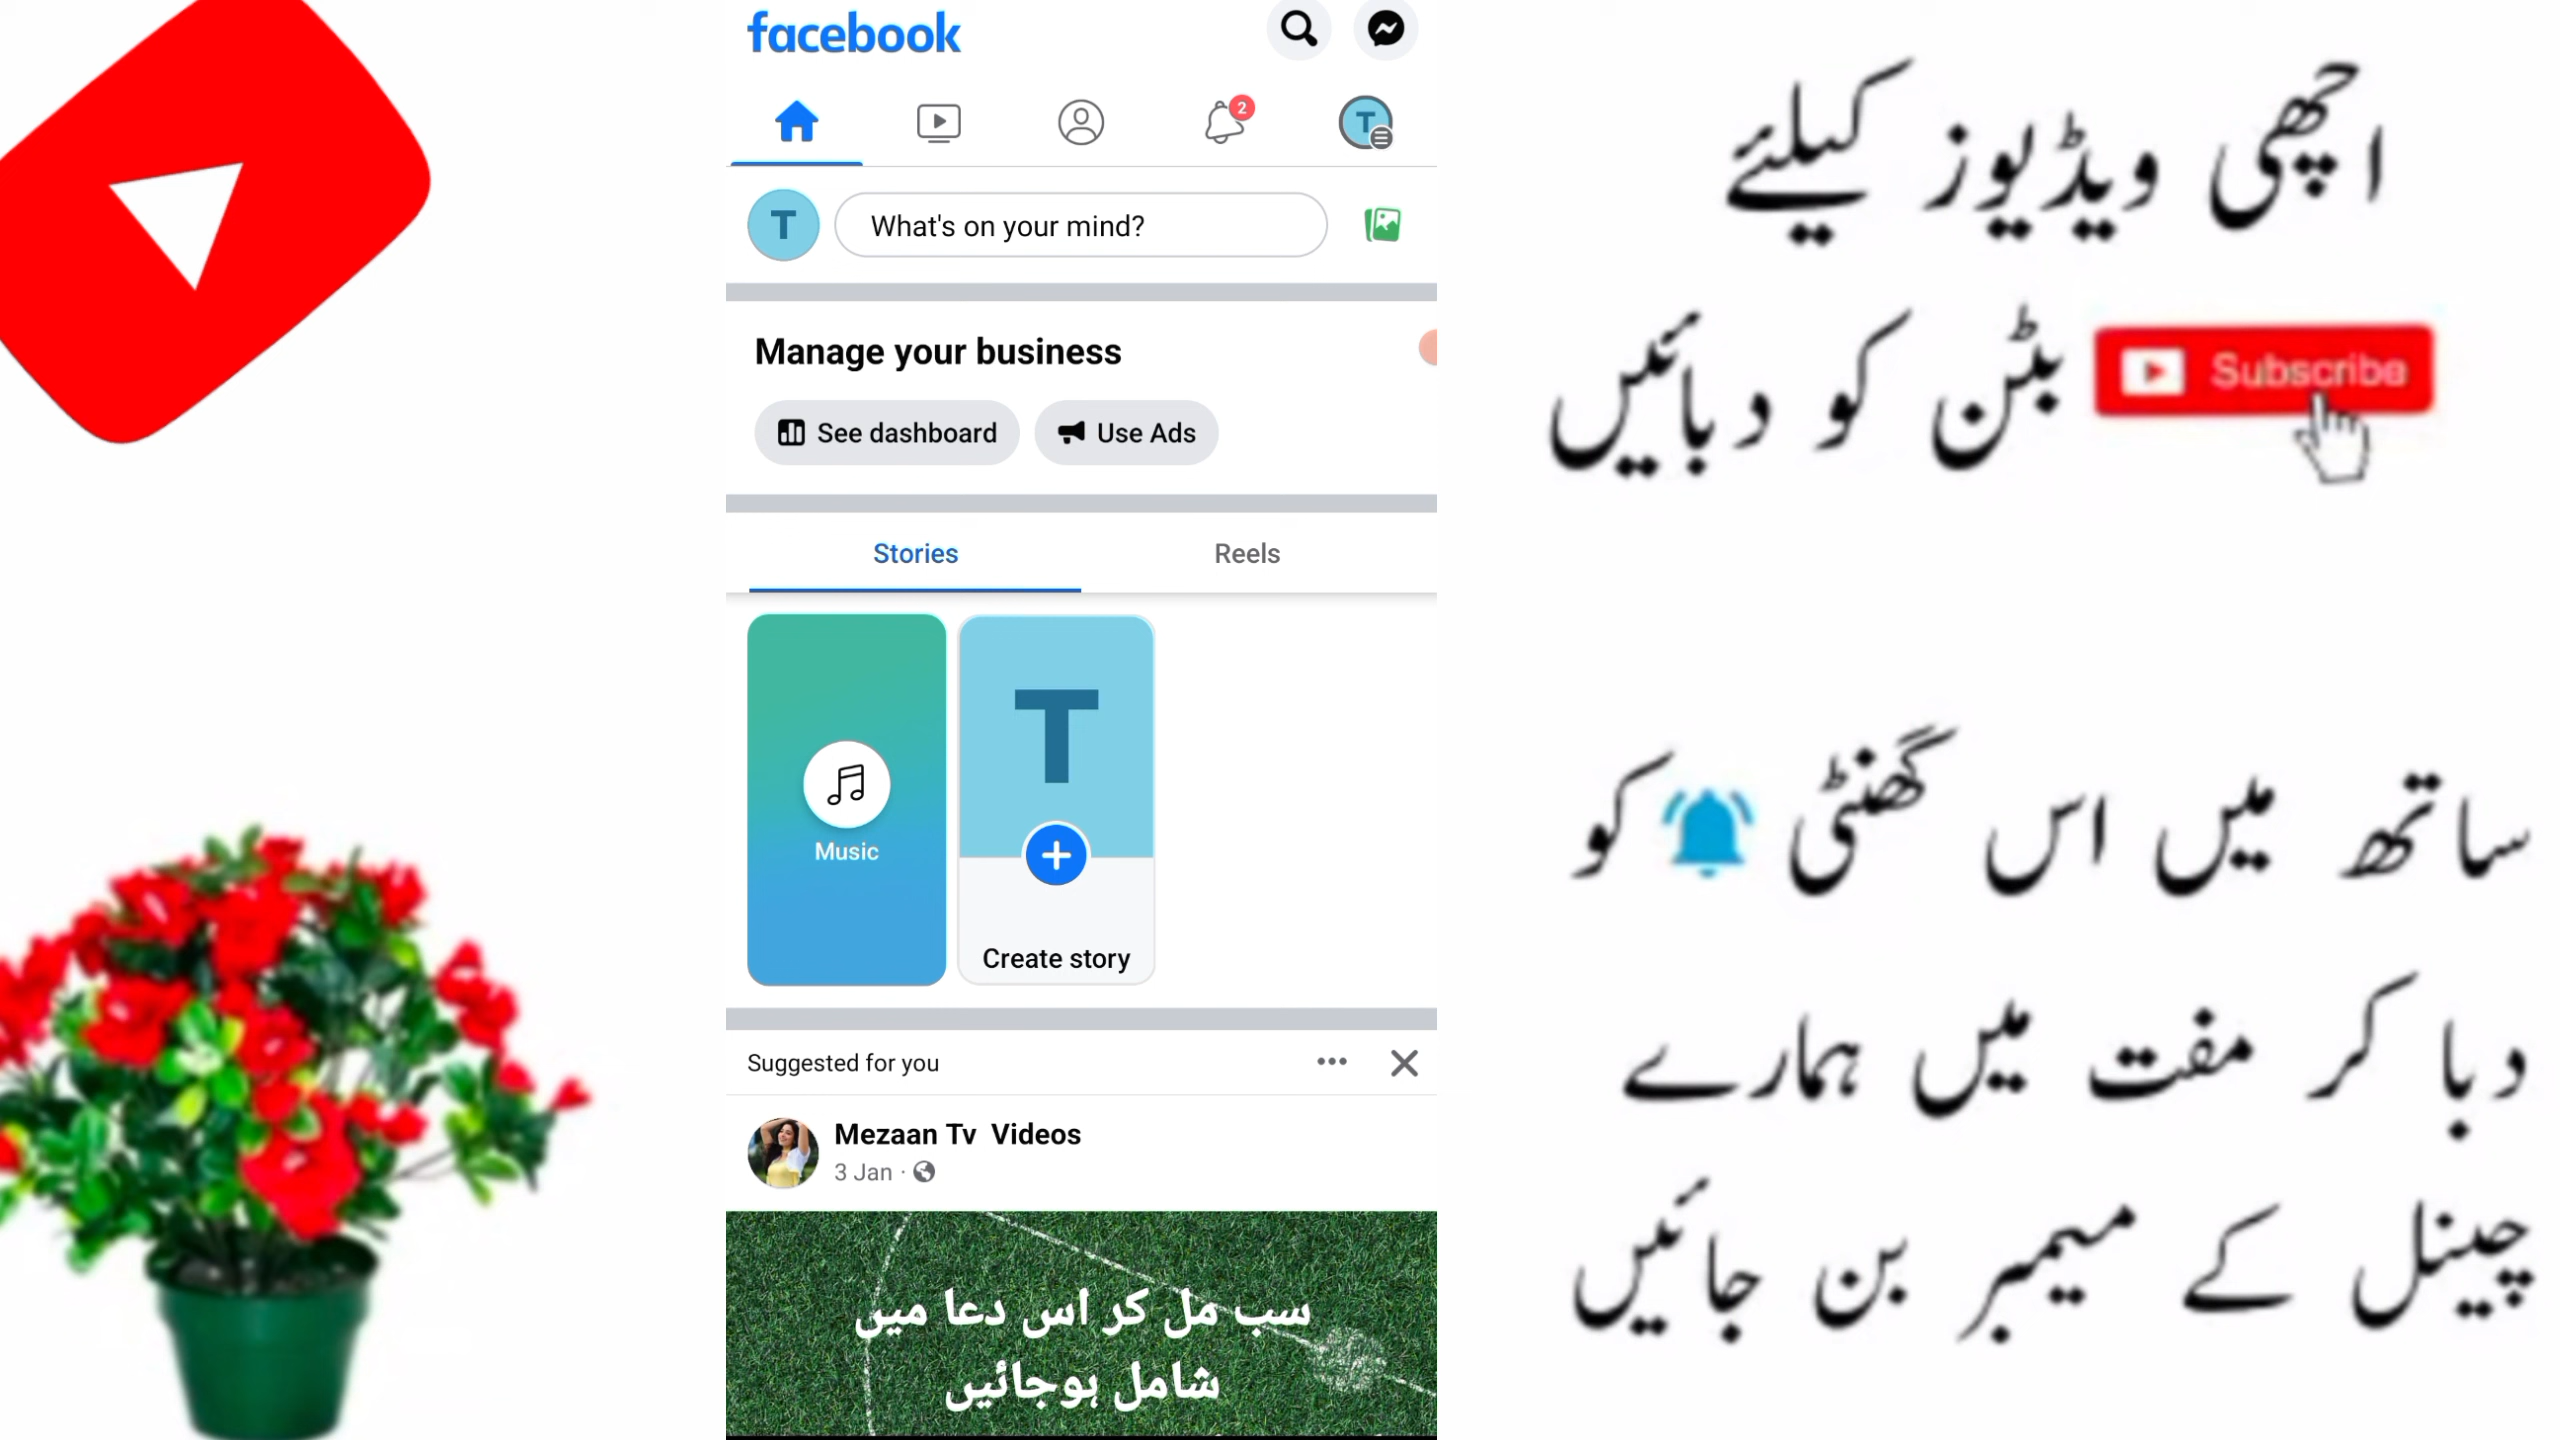 facebook
2
T
T
What's on your mind?
Manage your business
See dashboard
Use Ads
Stories
Reels
T
Music
Create story
Suggested for you
Mezaan Tv Videos
3 Jan ·
سب مل کر اس دعا میں
شامل ہوجائیں
اچھی ویڈیوز کیلئے
Subscribe بٹن کو دبائیں
ساتھ میں اس گھنٹی کو
دبا کر مفت میں ہمارے
چینل کے میمبر بن جائیں